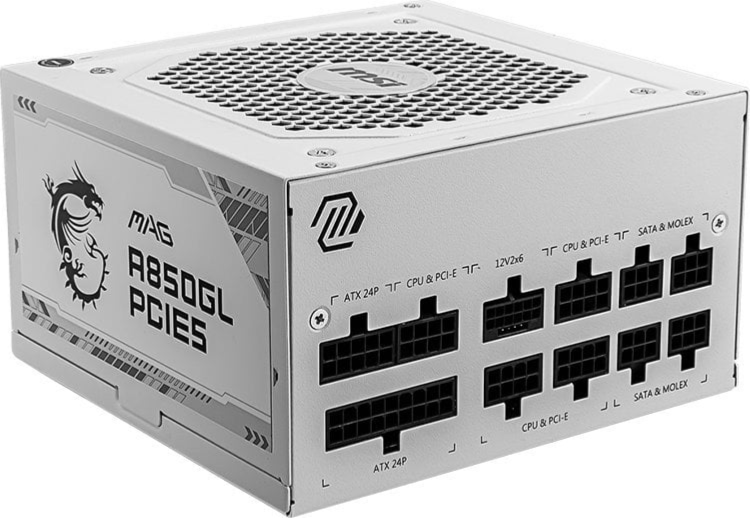 msi
MAG
A850GL
PCIE5
ATX 24P
CPU & PCI-E
12V2x6
CPU & PCI-E
SATA & MOLEX
ATX 24P
CPU & PCI-E
SATA & MOLEX